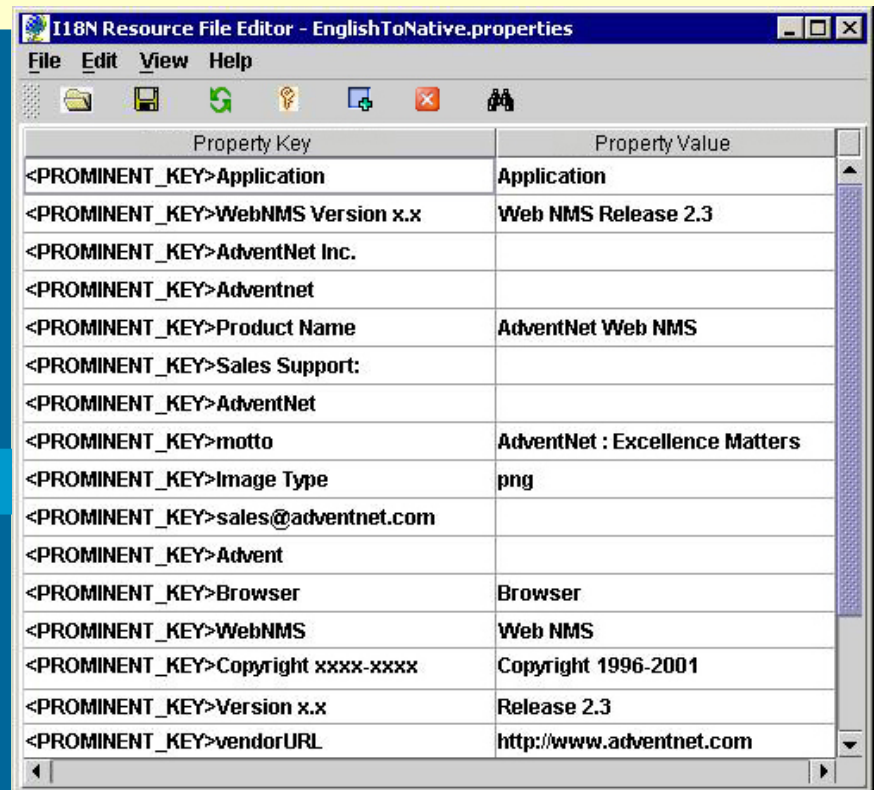 I18N Resource File Editor - EnglishToNative.properties
File Edit View Help
Property Key Property Value
<PROMINENT_KEY>Application Application
<PROMINENT_KEY>WebNMS Version x.x Web NMS Release 2.3
<PROMINENT_KEY>AdventNet Inc.
<PROMINENT_KEY>Adventnet
<PROMINENT_KEY>Product Name AdventNet Web NMS
<PROMINENT_KEY>Sales Support:
<PROMINENT_KEY>AdventNet
<PROMINENT_KEY>motto AdventNet : Excellence Matters
<PROMINENT_KEY>Image Type png
<PROMINENT_KEY>sales@adventnet.com
<PROMINENT_KEY>Advent
<PROMINENT_KEY>Browser Browser
<PROMINENT_KEY>WebNMS Web NMS
<PROMINENT_KEY>Copyright xxxx-xxxx Copyright 1996-2001
<PROMINENT_KEY>Version x.x Release 2.3
<PROMINENT_KEY>vendorURL http://www.adventnet.com